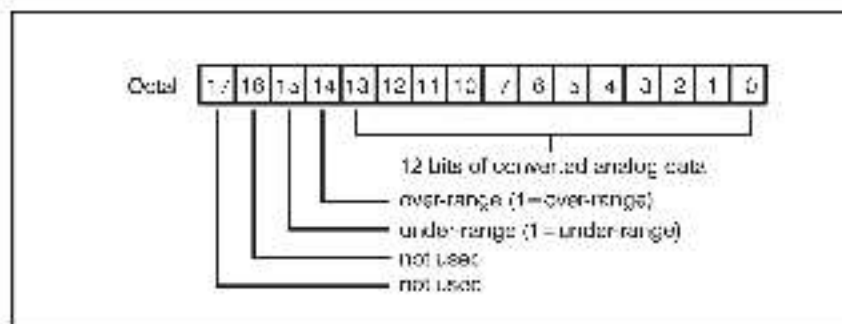 Octal 17 16 15 14 13 12 11 10 7 6 5 4 3 2 1 0
12 bits of converted analog data
over-range (1=over-range)
under-range (1=under-range)
not used
not used